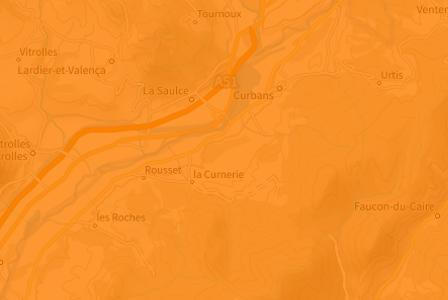 Tournoux
Venter
Vitrolles
Lardier-et-Valença
Urtis
A51
La Saulce
Curbans
trolles
rolles
Rousset
la Curnerie
Faucon-du-Caire
les Roches